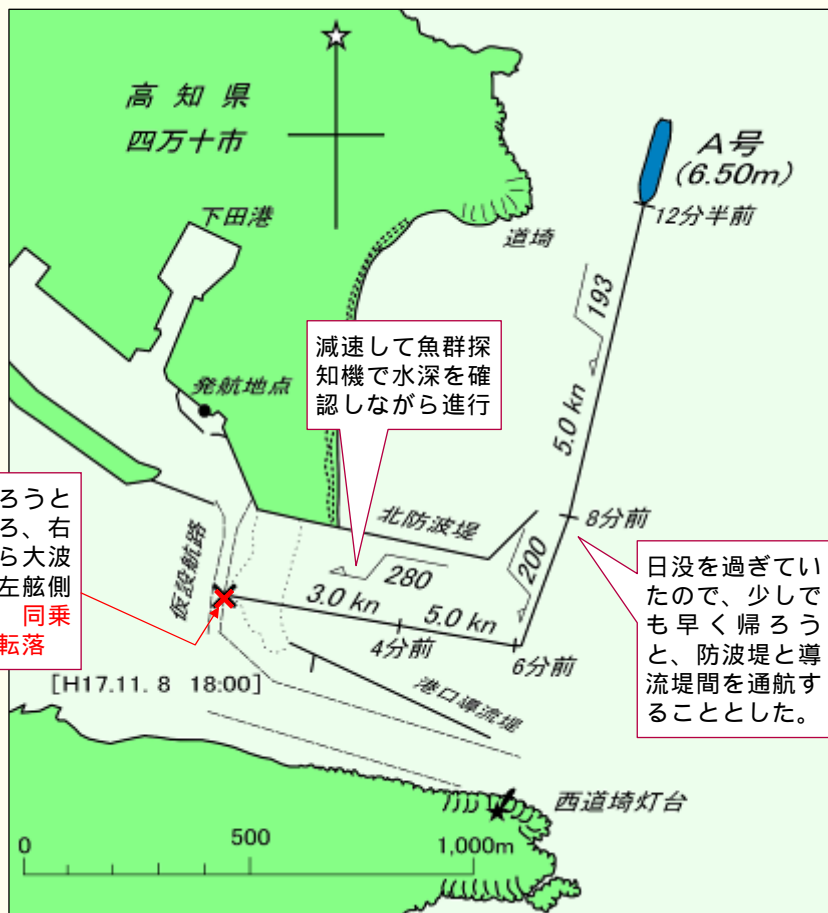 高知県
四万十市
A号
(6.50m)
12分半前
下田港
道埼
193
5.0 kn
減速して魚群探
知機で水深を確
認しながら進行
発航地点
ろうと
ろ、右
ら大波
左舷側
同乗
転落
仮設航路
北防波堤
8分前
200
280
3.0 kn
5.0 kn
4分前
6分前
日没を過ぎてい
たので、少しで
も早く帰ろう
と、防波堤と導
流堤間を通航す
ることとした。
[H17.11. 8 18:00]
港口導流堤
西道埼灯台
0 500 1,000m